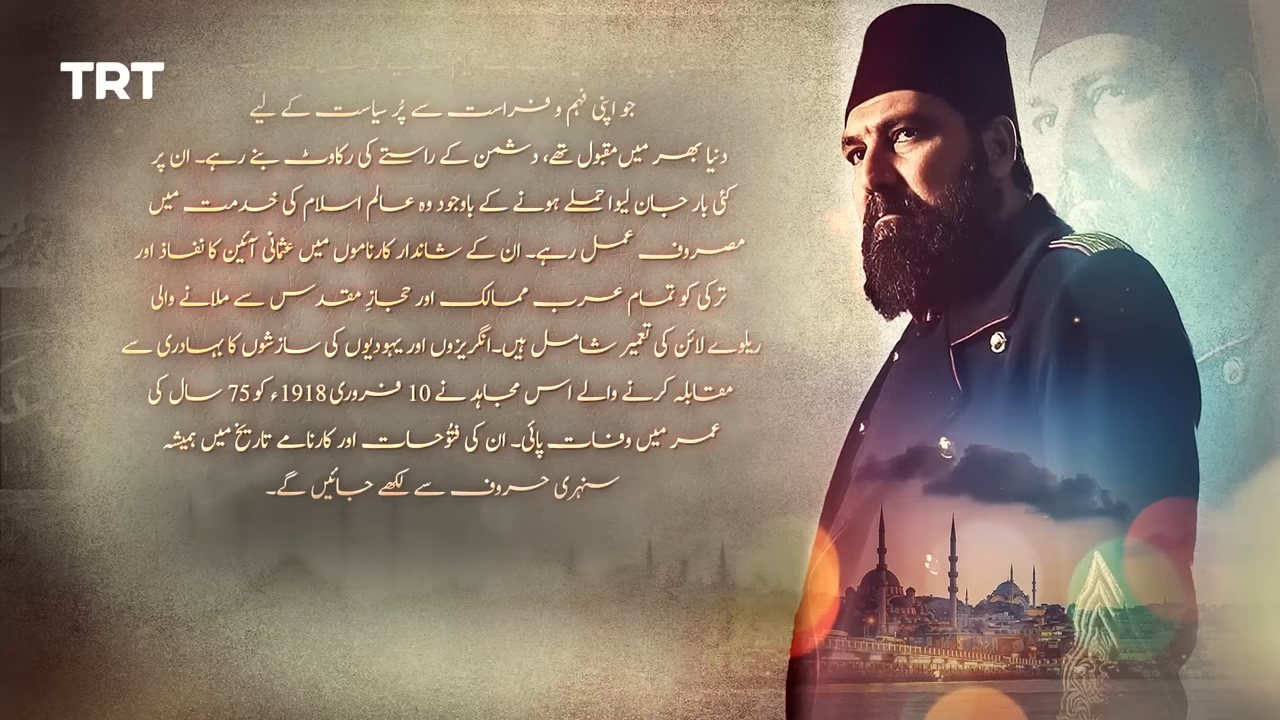 TRT
جو اپنی فہم و فراست سے پُر سیاست کے لیے
دنیا بھر میں مقبول تھے، دشمن کے راستے کی رکاوٹ بنے رہے۔ ان پر
کئی بار جان لیوا حملے ہونے کے باوجود وہ عالم اسلام کی خدمت میں
مصروف عمل رہے۔ ان کے شاندار کارناموں میں عثمانی آئین کا نفاذ اور
ترکی کو تمام عرب ممالک اور حجازِ مقدس سے ملانے والی
ریلوے لائن کی تعمیر شامل ہیں۔انگریزوں اور یہودیوں کی سازشوں کا بہادری سے
مقابلہ کرنے والے اس مجاہد نے 10 فروری 1918ء کو 75 سال کی
عمر میں وفات پائی۔ ان کی فتُوحات اور کارنامے تاریخ میں ہمیشہ
سنہری حروف سے لکھے جائیں گے۔